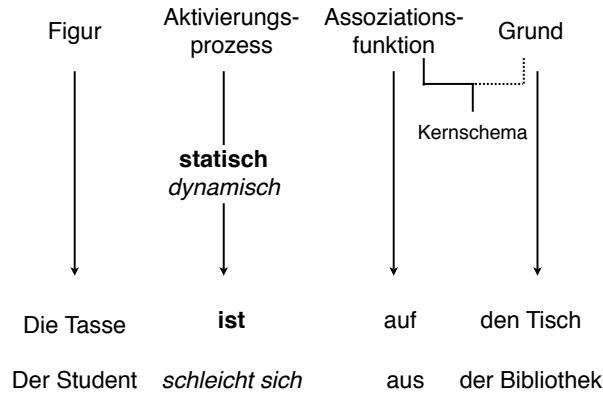 Figur
Aktivierungs-
prozess
Assoziations-
funktion
Grund
Kernschema
statisch
dynamisch
Die Tasse ist auf den Tisch
Der Student schleicht sich aus der Bibliothek